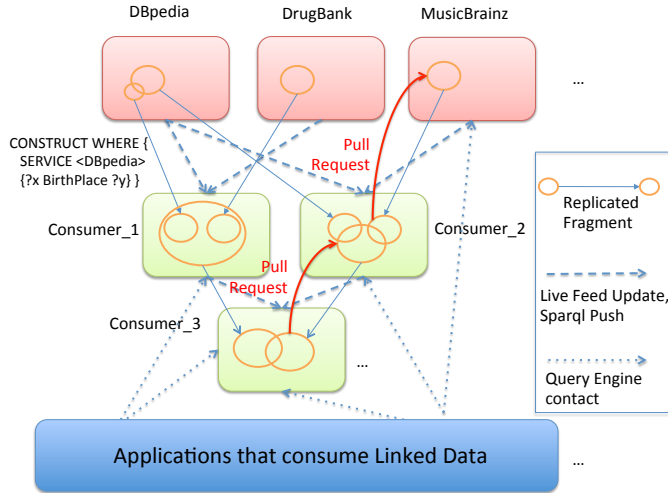 DBpedia
DrugBank
MusicBrainz
...
CONSTRUCT WHERE {
SERVICE <DBpedia>
{?x BirthPlace ?y} }
Pull
Request
Consumer_1
Consumer_2
Pull
Request
Consumer_3
...
Replicated
Fragment
Live Feed Update,
Sparql Push
Query Engine
contact
Applications that consume Linked Data
...